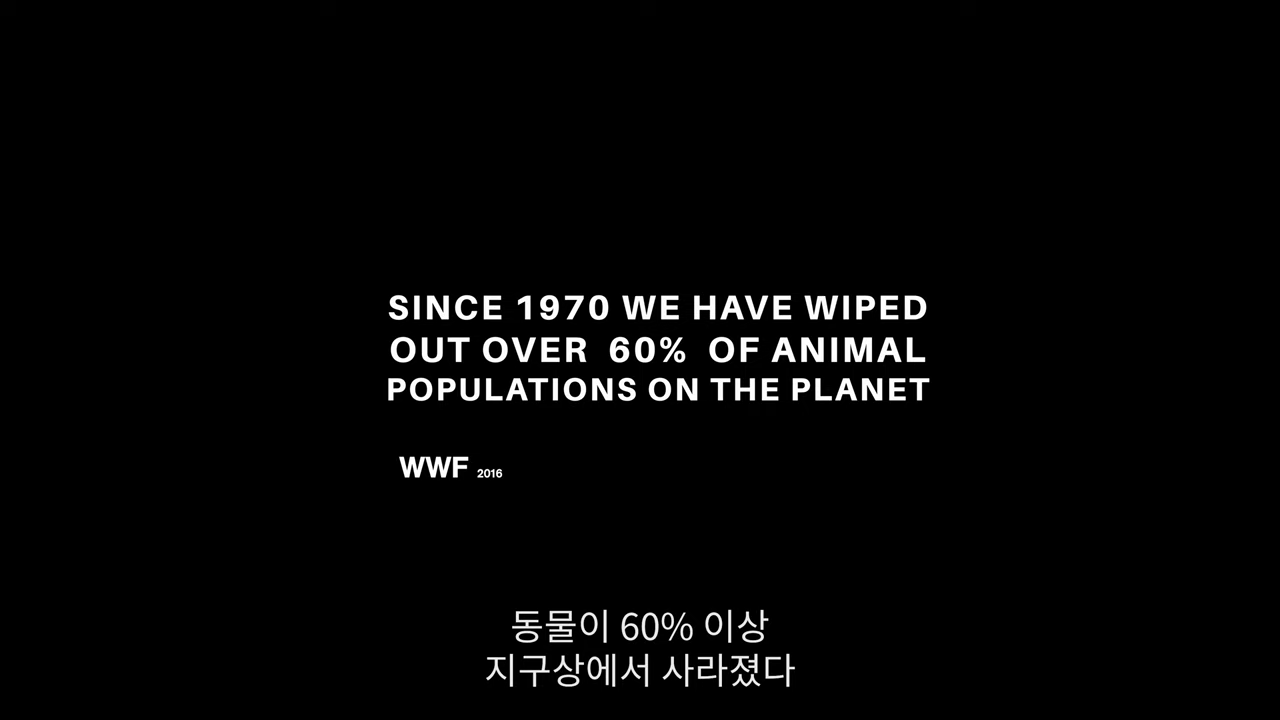 SINCE 1970 WE HAVE WIPED
OUT OVER 60% OF ANIMAL
POPULATIONS ON THE PLANET
WWF 2016
동물이 60% 이상
지구상에서 사라졌다